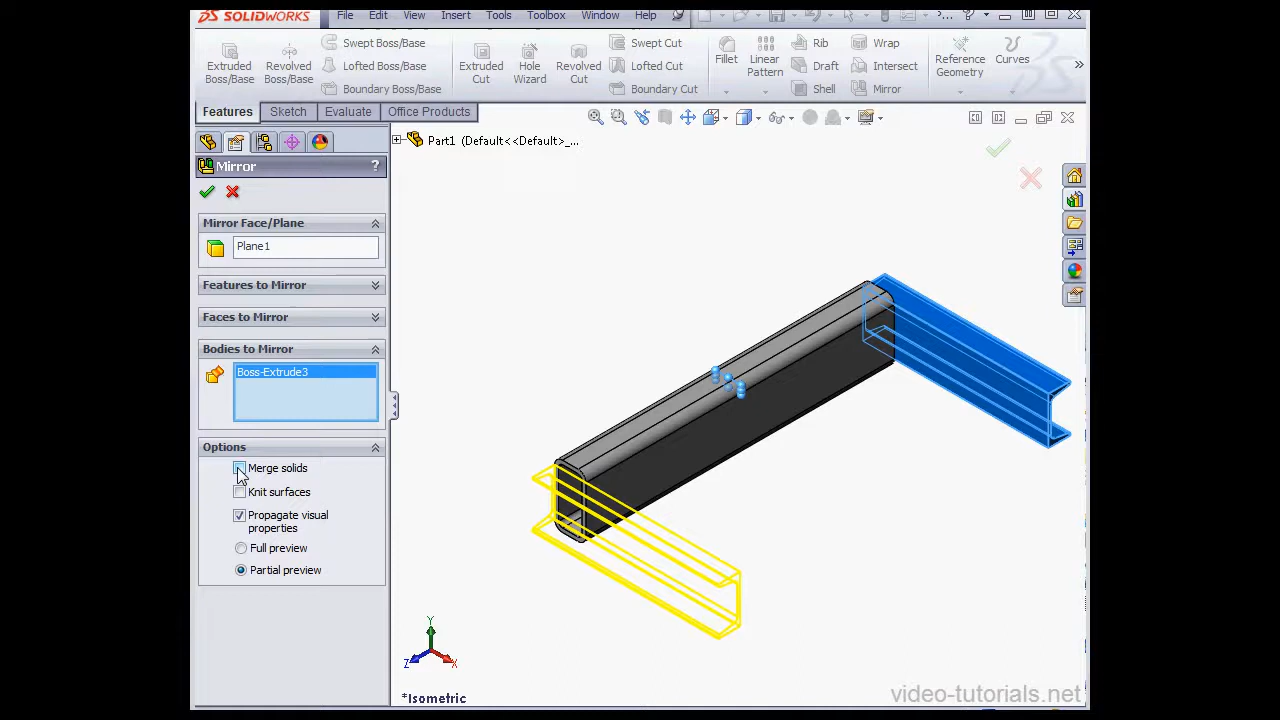 SOLIDWORKS File Edit View Insert Tools Toolbox Window Help
Extruded Boss/Base
Revolved Boss/Base
Swept Boss/Base
Lofted Boss/Base
Boundary Boss/Base
Extruded Cut
Hole Wizard
Revolved Cut
Swept Cut
Lofted Cut
Boundary Cut
Fillet
Linear Pattern
Rib
Draft
Shell
Wrap
Intersect
Mirror
Reference Geometry
Curves
Features Sketch Evaluate Office Products
Part1 (Default<<Default>_...
Mirror ?
Mirror Face/Plane
Plane1
Features to Mirror
Faces to Mirror
Bodies to Mirror
Boss-Extrude3
Options
Merge solids
Knit surfaces
Propagate visual
properties
Full preview
Partial preview
Y
Z X
*Isometric
video-tutorials.net